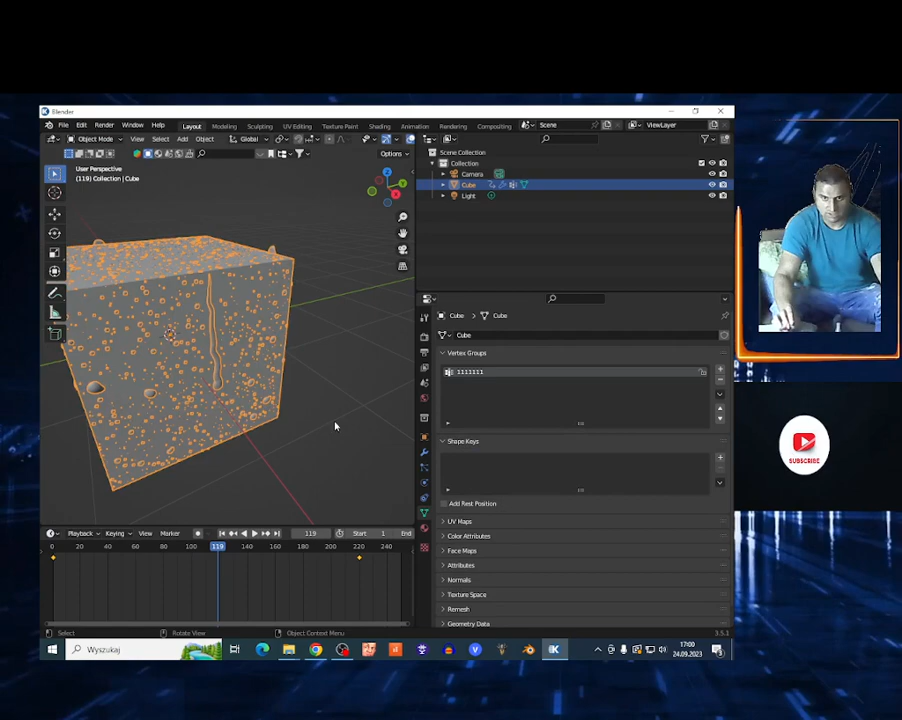 Blender
File Edit Render Window Help Layout Modeling Sculpting UV Editing Texture Paint Shading Animation Rendering Compositing Scene ViewLayer
Object Mode View Select Add Object Global
Options
User Perspective
(119) Collection | Cube
Z
Y
X
Scene Collection
Collection
Camera
Cube
Light
Cube > Cube
Cube
Vertex Groups
1111111
Shape Keys
Add Rest Position
UV Maps
Color Attributes
Face Maps
Attributes
Normals
Texture Space
Remesh
Geometry Data
Playback Keying View Marker 119 Start 1 End
0 20 40 60 80 100 119 140 160 180 200 220 240
Select Rotate View Object Context Menu 3.5.1
Wyszukaj
17:00
24.09.2023
SUBSCRIBE